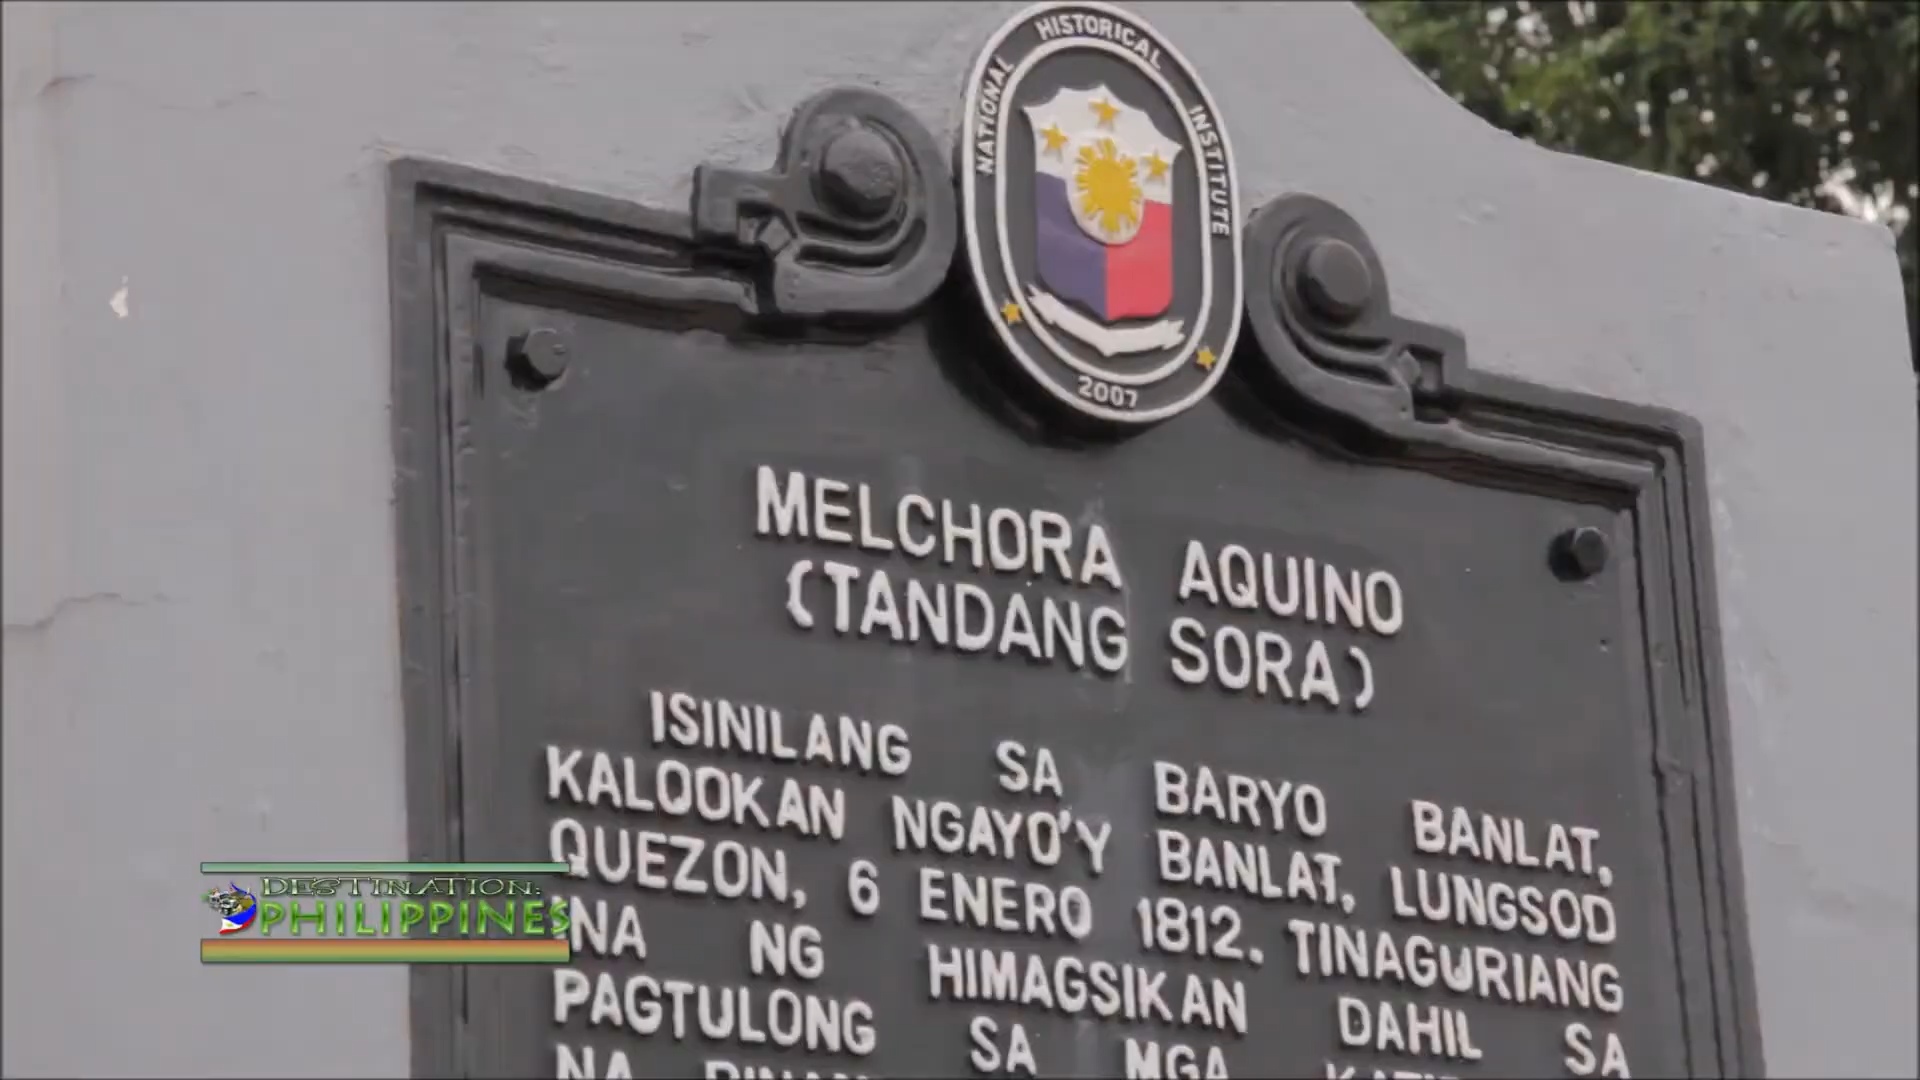 NATIONAL HISTORICAL INSTITUTE
2007
MELCHORA AQUINO
(TANDANG SORA)
ISINILANG SA BARYO BANLAT,
KALOOKAN NGAYO'Y BANLAT, LUNGSOD
QUEZON, 6 ENERO 1812. TINAGURIANG
INA NG HIMAGSIKAN DAHIL SA
PAGTULONG SA MGA
NA
DESTINATION:
PHILIPPINES